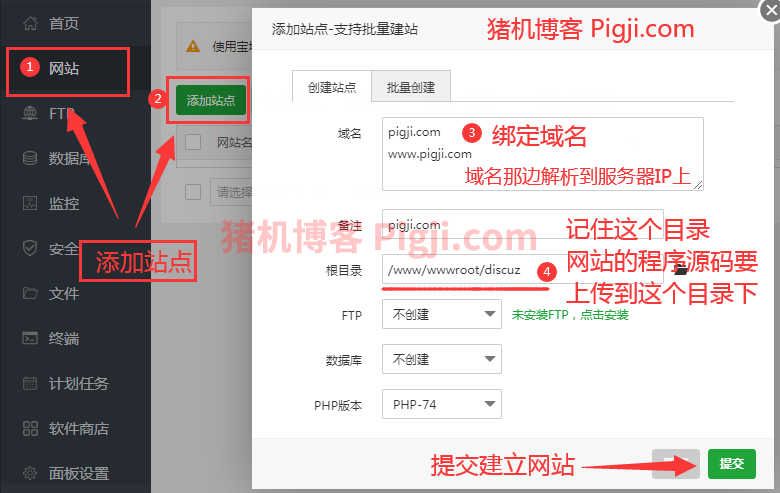 首页
1 网站
FTP
数据库
监控
安全
文件
终端
计划任务
软件商店
面板设置
添加站点
使用宝
2 添加站点
网站名
请选择
添加站点-支持批量建站
猪机博客 Pigji.com
创建站点 批量创建
域名
pigji.com
www.pigji.com
3 绑定域名
域名那边解析到服务器IP上
猪机博客 Pigji.com
备注 pigji.com
根目录 /www/wwwroot/discuz 4
记住这个目录
网站的程序源码要
上传到这个目录下
FTP 不创建 未安装FTP，点击安装
数据库 不创建
PHP版本 PHP-74
提交建立网站
提交